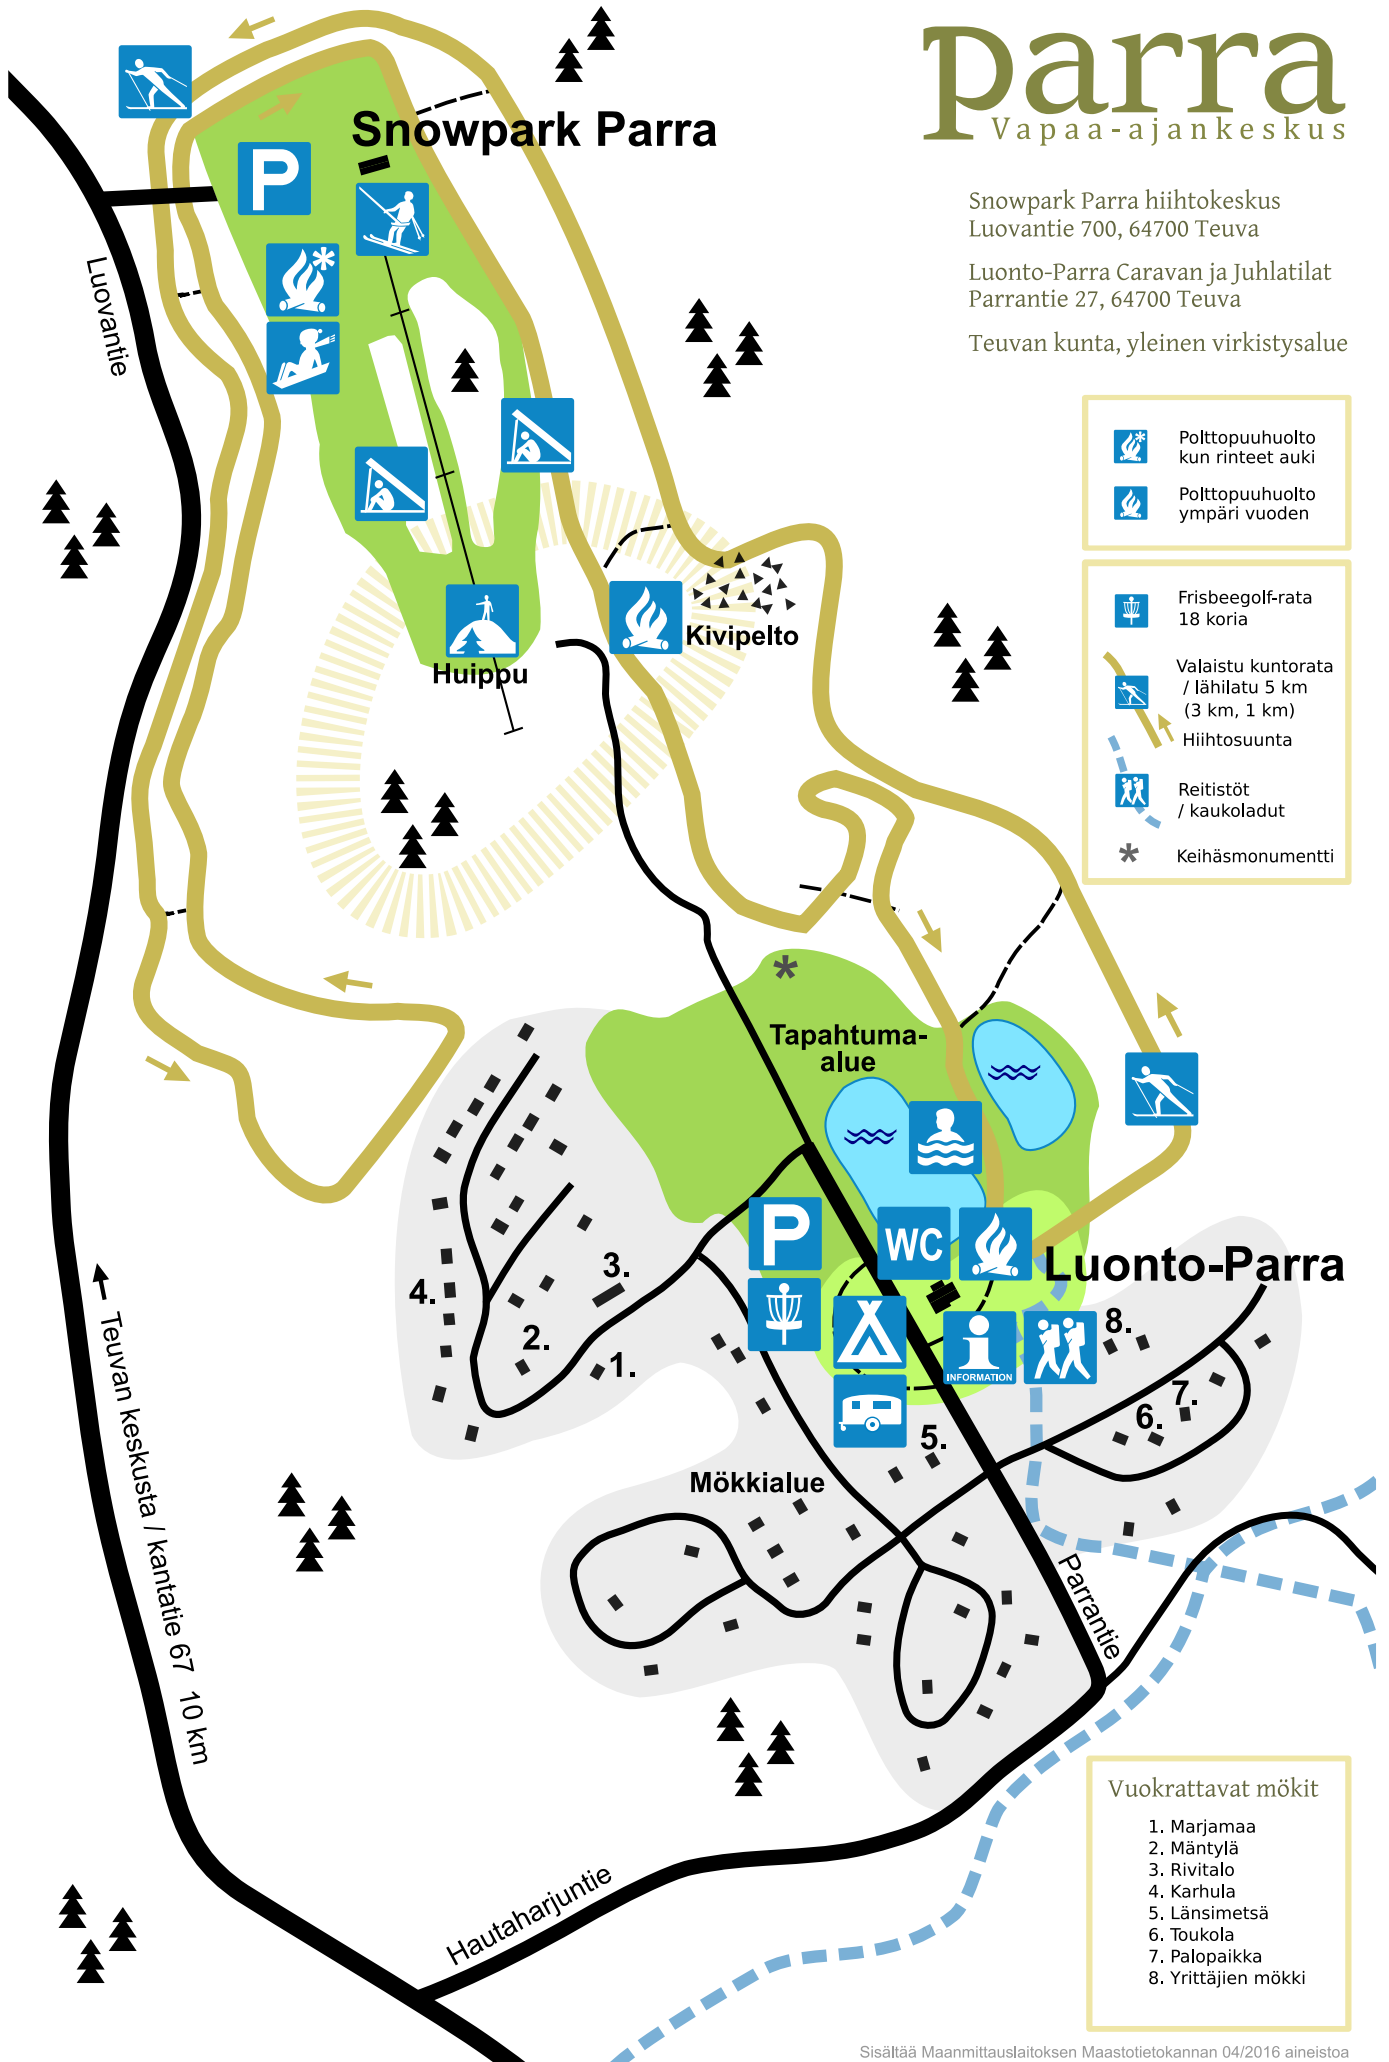 parra
Vapaa-ajankeskus
Snowpark Parra hiihtokeskus
Luovantie 700, 64700 Teuva
Luonto-Parra Caravan ja Juhlatilat
Parrantie 27, 64700 Teuva
Teuvan kunta, yleinen virkistysalue
Snowpark Parra
P
Luovantie
Polttopuuhuolto
kun rinteet auki
Polttopuuhuolto
ympäri vuoden
Frisbeegolf-rata
18 koria
Valaistu kuntorata
/ lähilatu 5 km
(3 km, 1 km)
Hiihtosuunta
Reitistöt
/ kaukoladut
* Keihäsmonumentti
Kivipelto
Huippu
*
Tapahtuma-
alue
P
WC
Luonto-Parra
INFORMATION
3.
4.
2.
1.
8.
7.
6.
5.
Mökkialue
Teuvan keskusta / kantatie 67 10 km
Parrantie
Hautaharjuntie
Vuokrattavat mökit
1. Marjamaa
2. Mäntylä
3. Rivitalo
4. Karhula
5. Länsimetsä
6. Toukola
7. Palopaikka
8. Yrittäjien mökki
Sisältää Maanmittauslaitoksen Maastotietokannan 04/2016 aineistoa